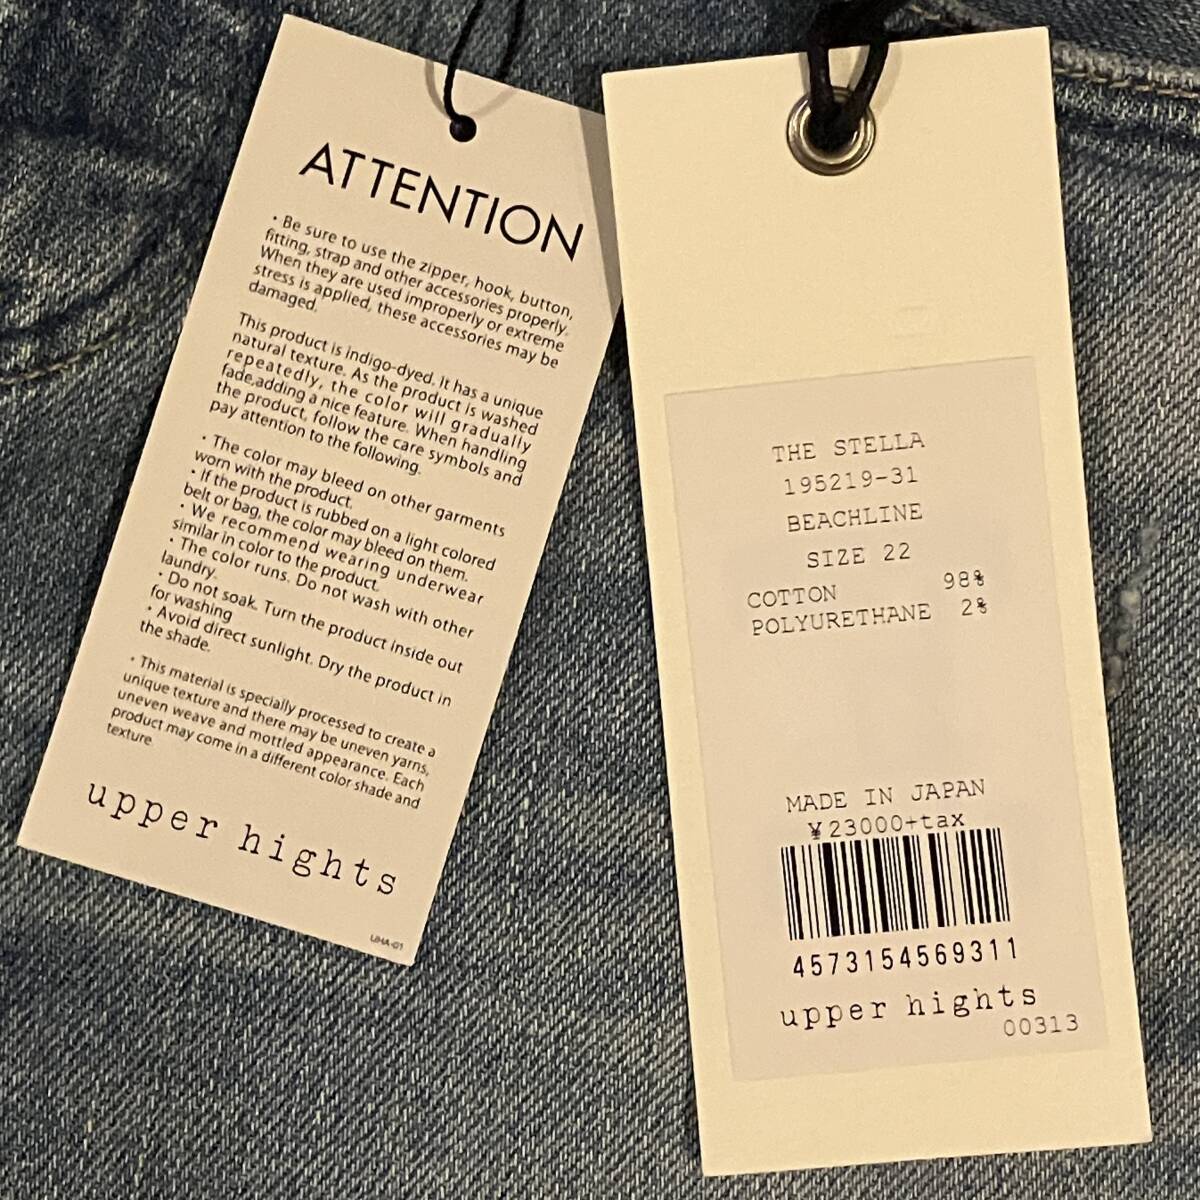 ATTENTION
・Be sure to use the zipper, hook, button,
fitting, strap and other accessories properly.
When they are used improperly or extreme
stress is applied, these accessories may be
damaged.
This product is indigo-dyed. It has a unique
natural texture. As the product is washed
repeatedly, the color will gradually
fade,adding a nice feature. When handling
the product, follow the care symbols and
pay attention to the following.
・The color may bleed on other garments
worn with the product.
・If the product is rubbed on a light colored
belt or bag, the color may bleed on them.
・We recommend wearing underwear
similar in color to the product.
・The color runs. Do not wash with other
laundry.
・Do not soak. Turn the product inside out
for washing
・Avoid direct sunlight. Dry the product in
the shade.
・This material is specially processed to create a
unique texture and there may be uneven yarns,
uneven weave and mottled appearance. Each
product may come in a different color shade and
texture
upper hights
UHA-01
THE STELLA
195219-31
BEACHLINE
SIZE 22
COTTON 98%
POLYURETHANE 2%
MADE IN JAPAN
¥23000+tax
4573154569311
upper hights
00313